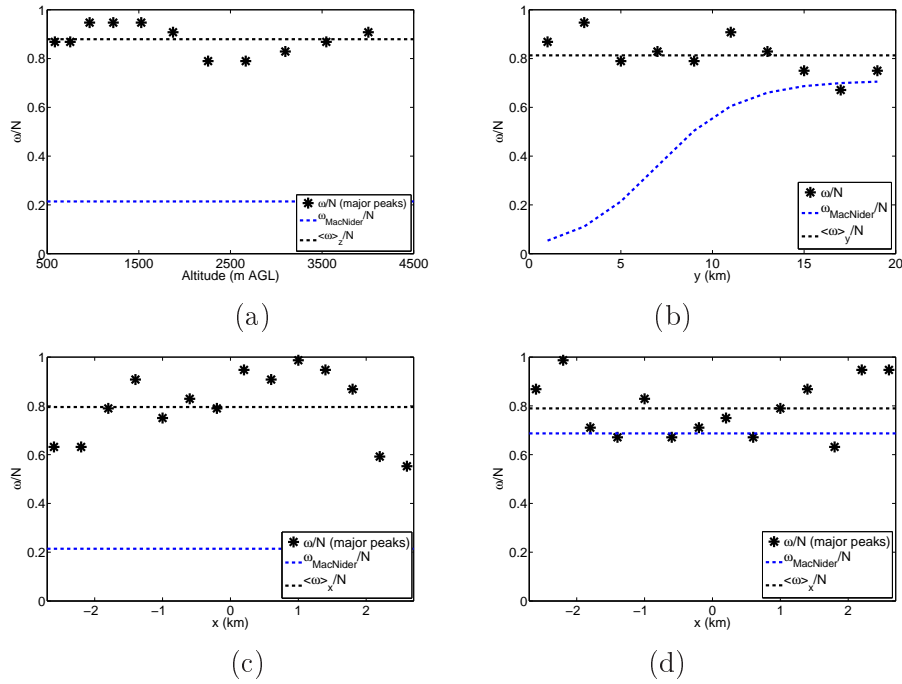 1
0.8
0.6
0.4
0.2
0
ω/N
500 1500 2500 3500 4500
Altitude (m AGL)
ω/N (major peaks)
ω_MacNider/N
<ω>_z/N
(a)
1
0.8
0.6
0.4
0.2
0
ω/N
0 5 10 15 20
y (km)
ω/N
ω_MacNider/N
<ω>_y/N
(b)
1
0.8
0.6
0.4
0.2
0
ω/N
−2 −1 0 1 2
x (km)
ω/N (major peaks)
ω_MacNider/N
<ω>_x/N
(c)
1
0.8
0.6
0.4
0.2
0
ω/N
−2 −1 0 1 2
x (km)
ω/N (major peaks)
ω_MacNider/N
<ω>_x/N
(d)